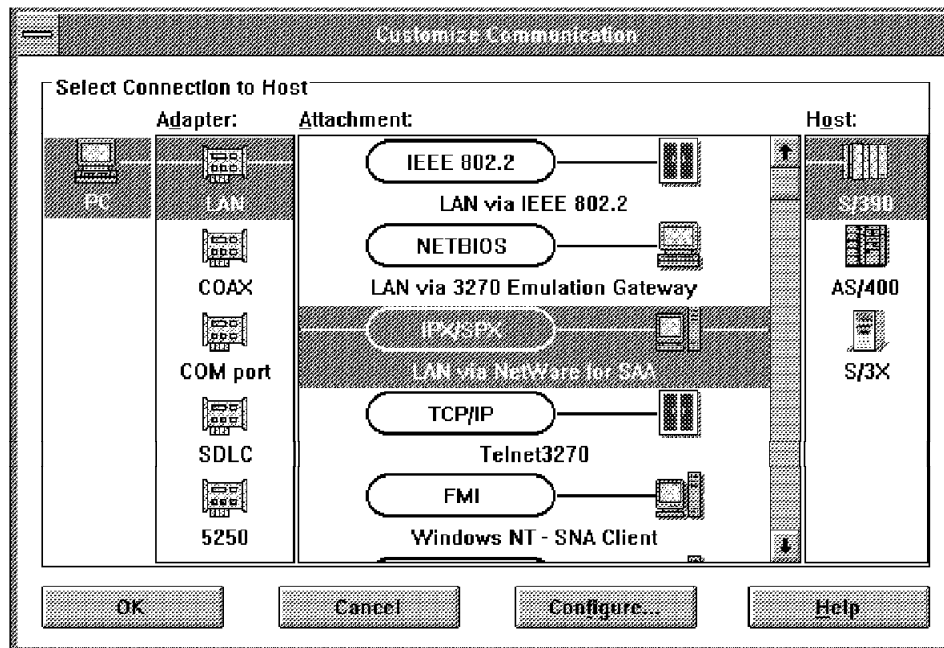 Customize Communication
Select Connection to Host
Adapter:
Attachment:
Host:
PC
LAN
COAX
COM port
SDLC
5250
IEEE 802.2
LAN via IEEE 802.2
NETBIOS
LAN via 3270 Emulation Gateway
IPX/SPX
LAN via NetWare for SAA
TCP/IP
Telnet3270
FMI
Windows NT - SNA Client
S/390
AS/400
S/3X
OK
Cancel
Configure...
Help